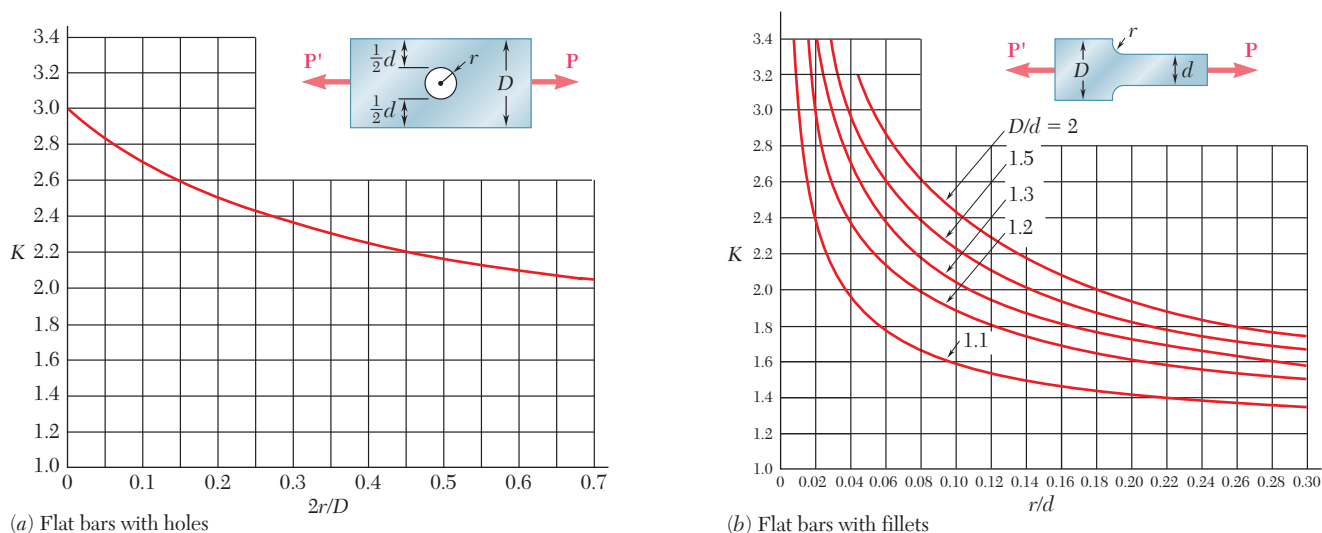 3.4
3.2
3.0
2.8
2.6
2.4
2.2
2.0
1.8
1.6
1.4
1.2
1.0
K
0 0.1 0.2 0.3 0.4 0.5 0.6 0.7
2r/D
P'
1/2 d
1/2 d
r
D
P
(a) Flat bars with holes
3.4
3.2
3.0
2.8
2.6
2.4
2.2
2.0
1.8
1.6
1.4
1.2
1.0
K
0 0.02 0.04 0.06 0.08 0.10 0.12 0.14 0.16 0.18 0.20 0.22 0.24 0.26 0.28 0.30
r/d
P'
D
r
d
P
D/d = 2
1.5
1.3
1.2
1.1
(b) Flat bars with fillets